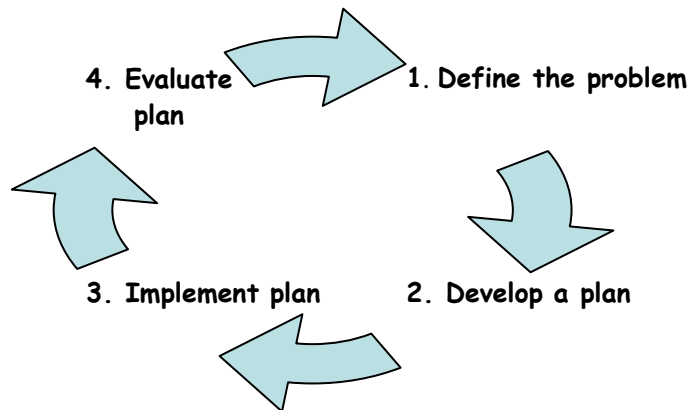 4. Evaluate
plan
1. Define the problem
3. Implement plan
2. Develop a plan